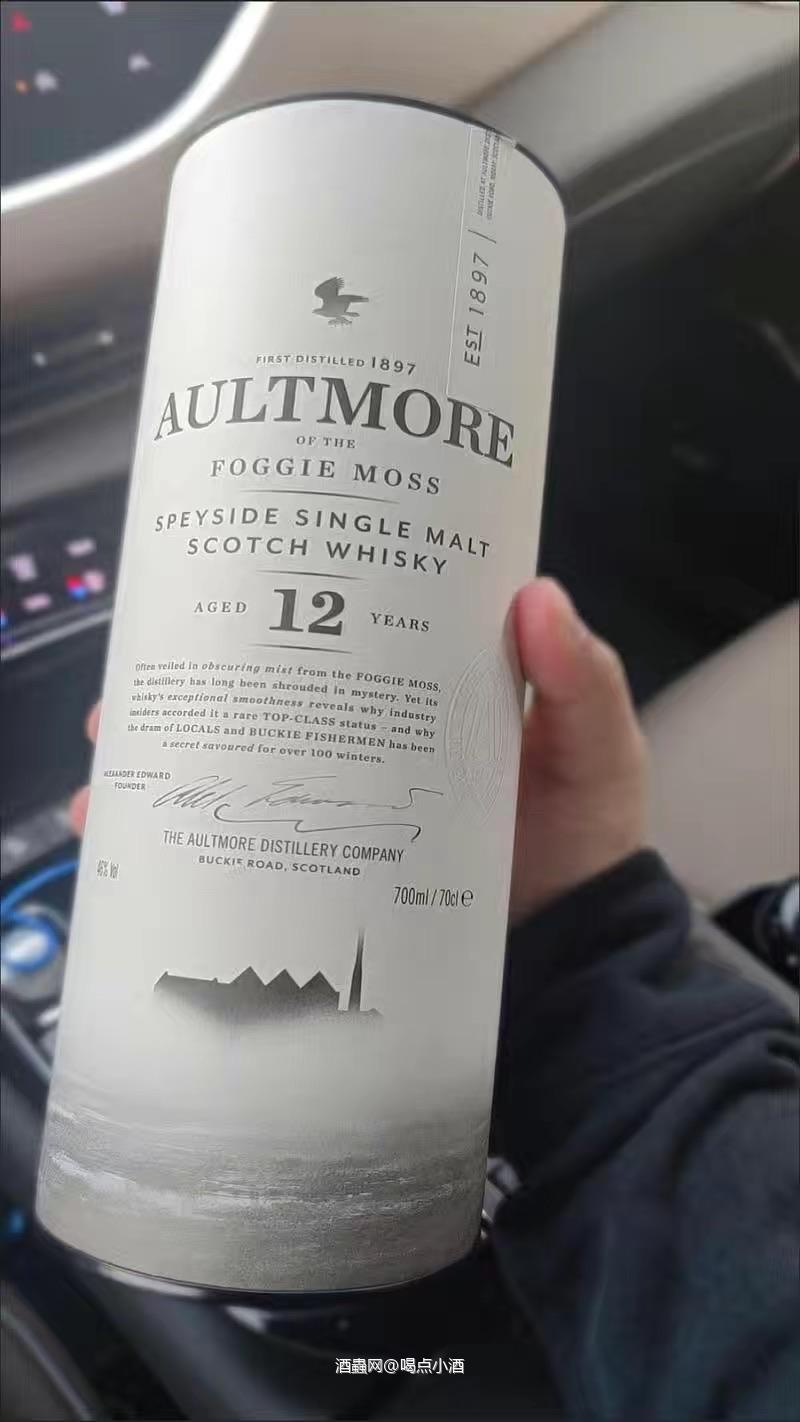 EST 1897
FIRST DISTILLED 1897
AULTMORE
OF THE
FOGGIE MOSS
SPEYSIDE SINGLE MALT
SCOTCH WHISKY
AGED 12 YEARS
Often veiled in obscuring mist from the FOGGIE MOSS,
the distillery has long been shrouded in mystery. Yet its
whisky's exceptional smoothness reveals why industry
insiders accorded it a rare TOP-CLASS status – and why
the dram of LOCALS and BUCKIE FISHERMEN has been
a secret savoured for over 100 winters.
ALEXANDER EDWARD
FOUNDER
THE AULTMORE DISTILLERY COMPANY
BUCKIE ROAD, SCOTLAND
46% Vol
700ml / 70cl e
酒蟲网@喝点小酒